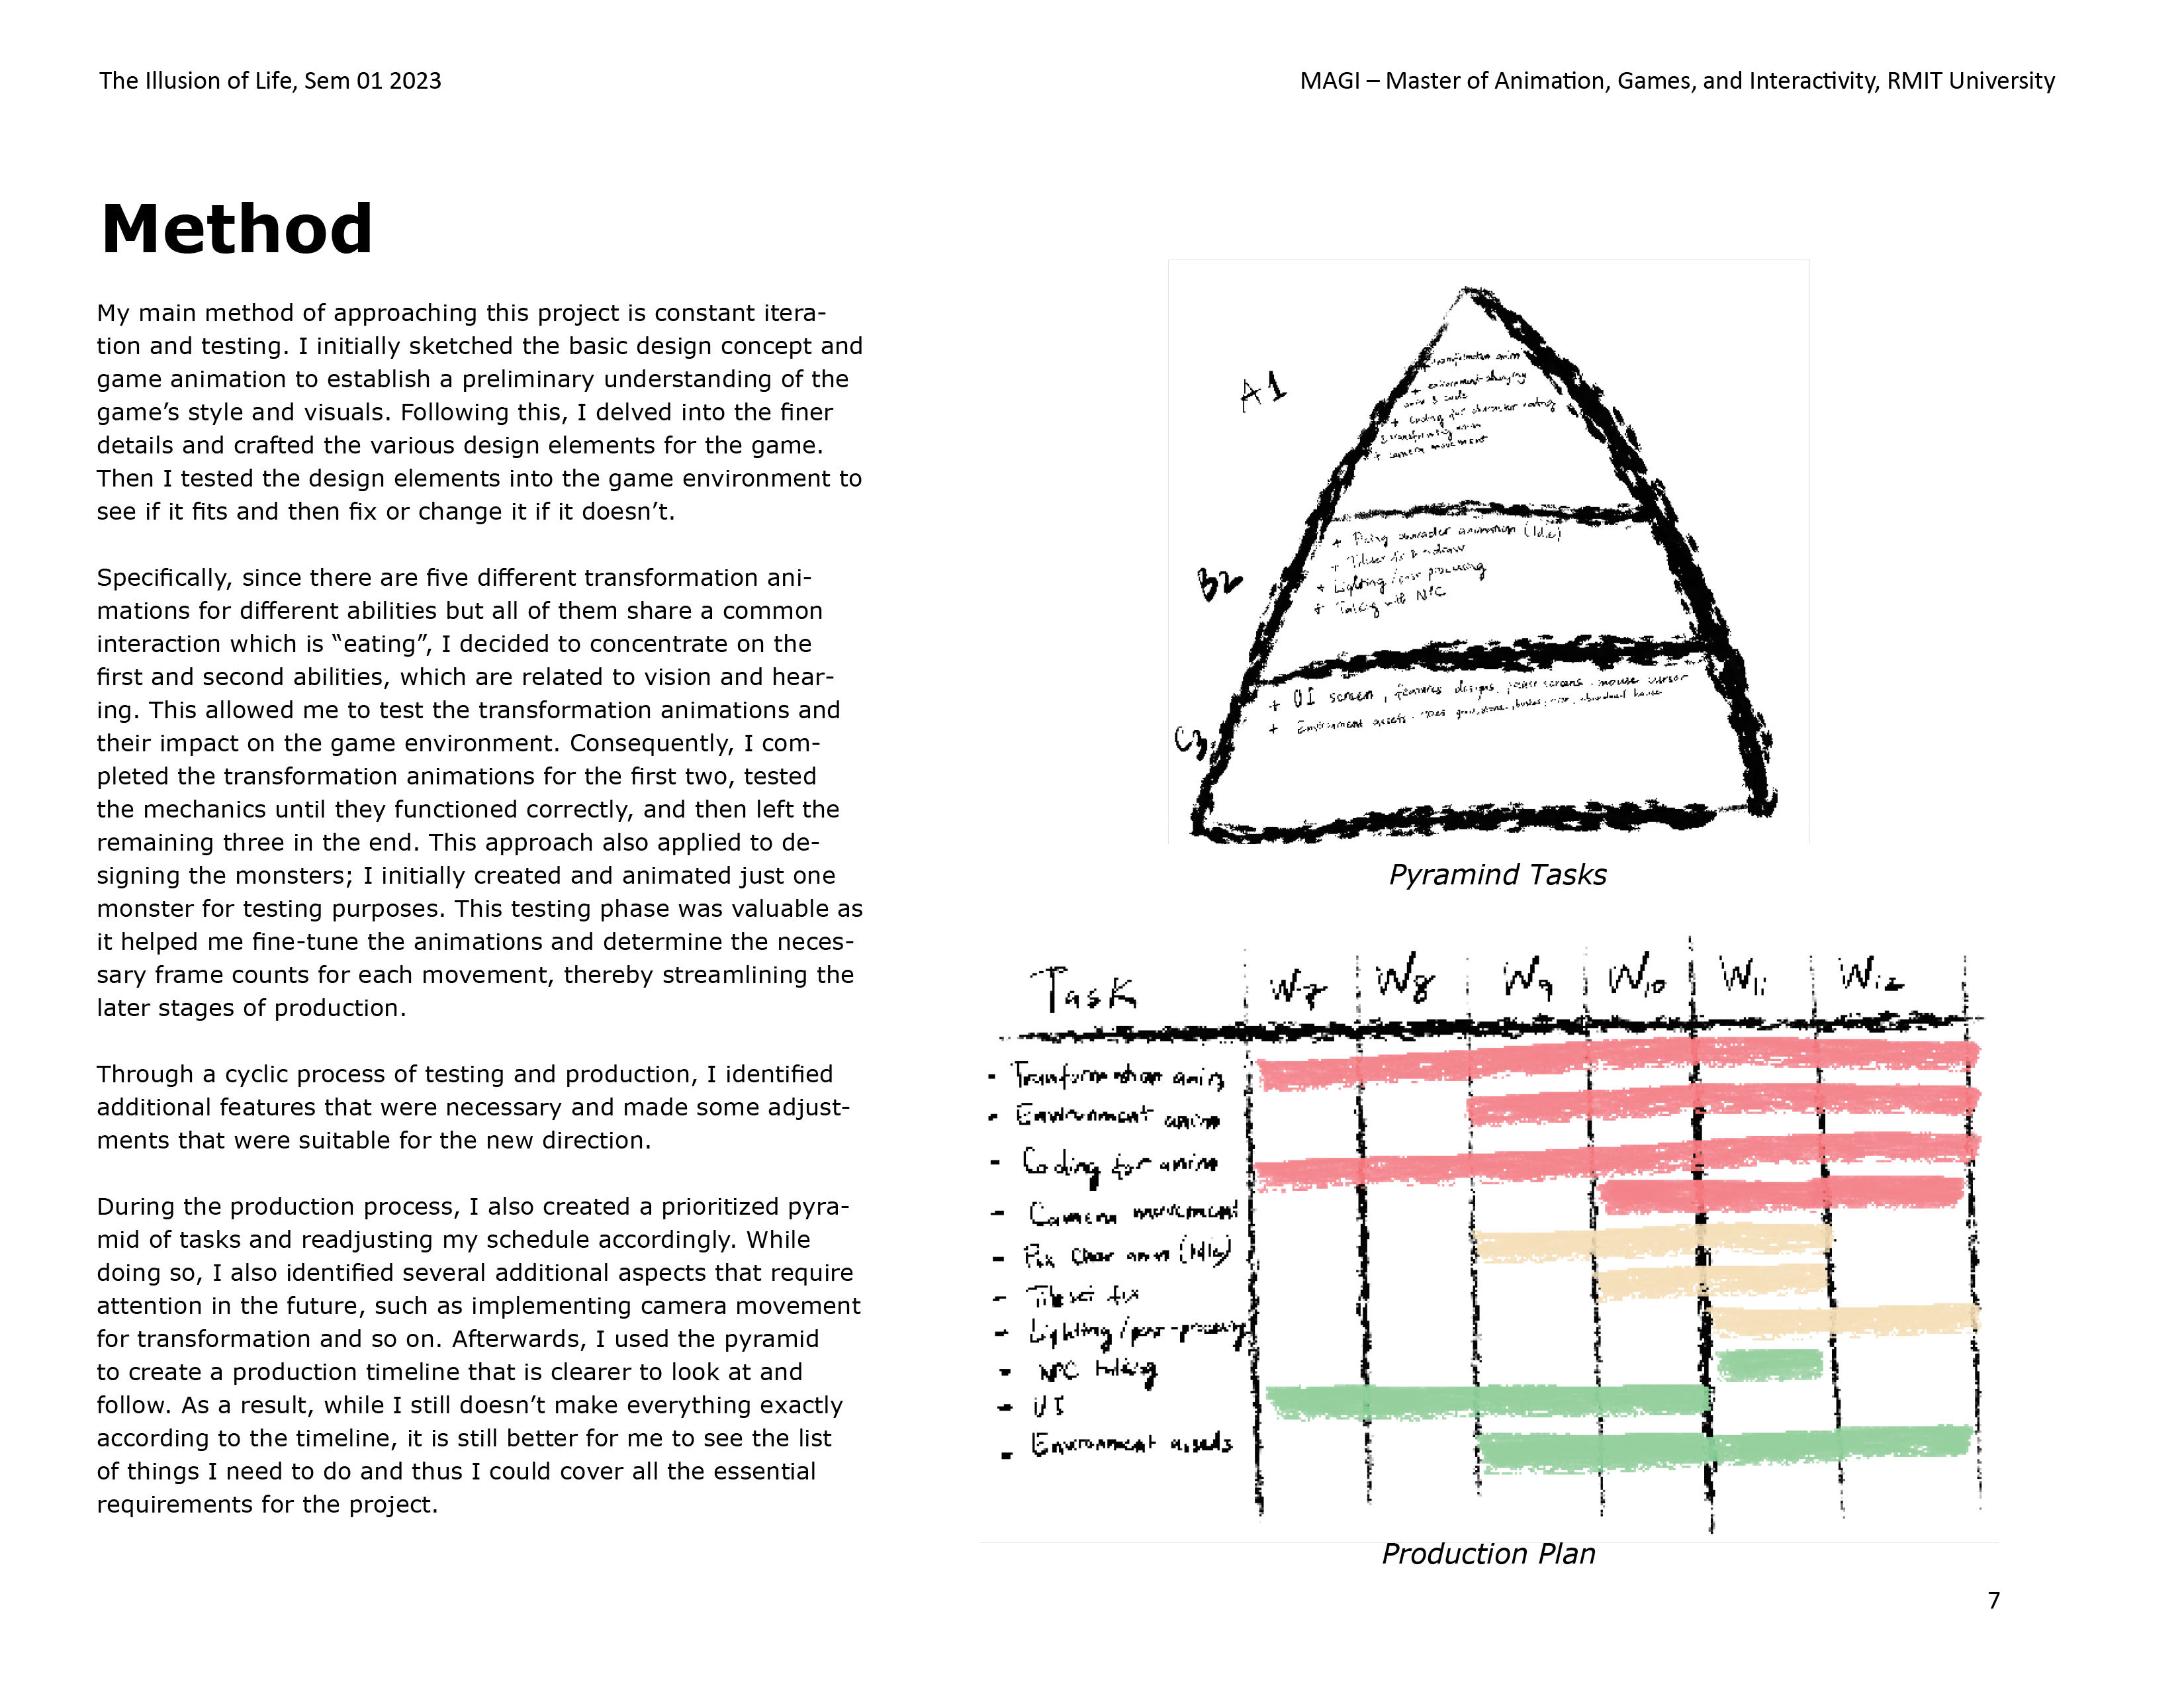 The Illusion of Life, Sem 01 2023
MAGI – Master of Animation, Games, and Interactivity, RMIT University
Method
My main method of approaching this project is constant itera-
tion and testing. I initially sketched the basic design concept and
game animation to establish a preliminary understanding of the
game’s style and visuals. Following this, I delved into the finer
details and crafted the various design elements for the game.
Then I tested the design elements into the game environment to
see if it fits and then fix or change it if it doesn’t.
Specifically, since there are five different transformation ani-
mations for different abilities but all of them share a common
interaction which is “eating”, I decided to concentrate on the
first and second abilities, which are related to vision and hear-
ing. This allowed me to test the transformation animations and
their impact on the game environment. Consequently, I com-
pleted the transformation animations for the first two, tested
the mechanics until they functioned correctly, and then left the
remaining three in the end. This approach also applied to de-
signing the monsters; I initially created and animated just one
monster for testing purposes. This testing phase was valuable as
it helped me fine-tune the animations and determine the neces-
sary frame counts for each movement, thereby streamlining the
later stages of production.
Through a cyclic process of testing and production, I identified
additional features that were necessary and made some adjust-
ments that were suitable for the new direction.
During the production process, I also created a prioritized pyra-
mid of tasks and readjusting my schedule accordingly. While
doing so, I also identified several additional aspects that require
attention in the future, such as implementing camera movement
for transformation and so on. Afterwards, I used the pyramid
to create a production timeline that is clearer to look at and
follow. As a result, while I still doesn’t make everything exactly
according to the timeline, it is still better for me to see the list
of things I need to do and thus I could cover all the essential
requirements for the project.
A1
+ transformation anim
+ environment changing
anim & code
+ Coding for character eating
& transforming anim
+ camera movement
B2
+ character animation (Idle)
+ Tileset fix &
+ Lighting / post processing
+ Talking with NPC
C3
+ UI screen, features designs, screens, mouse cursor
+ Environment assets
Pyramind Tasks
Task W7 W8 W9 W10 W11 W12
- Transformation anim
- Environment anim
- Coding for anim
- Camera movement
- Fix char anim (Idle)
- Tileset fix
- Lighting / post-processing
- NPC talking
- UI
- Environment assets
Production Plan
7